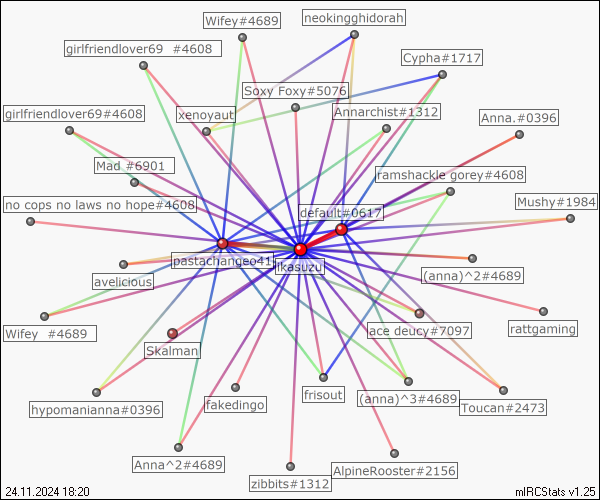 Wifey#4689
neokingghidorah
girlfriendlover69 #4608
Cypha#1717
Soxy Foxy#5076
girlfriendlover69#4608
xenoyaut
Annarchist#1312
Anna.#0396
Mad #6901
ramshackle gorey#4608
no cops no laws no hope#4608
default#0617
Mushy#1984
pastachangeo41
ikasuzu
avelicious
(anna)^2#4689
Wifey #4689
lace deucy#7097
rattgaming
Skalman
hypomanianna#0396
fakedingo
frisout
(anna)^3#4689
Toucan#2473
Anna^2#4689
zibbits#1312
AlpineRooster#2156
24.11.2024 18:20
mIRCStats v1.25